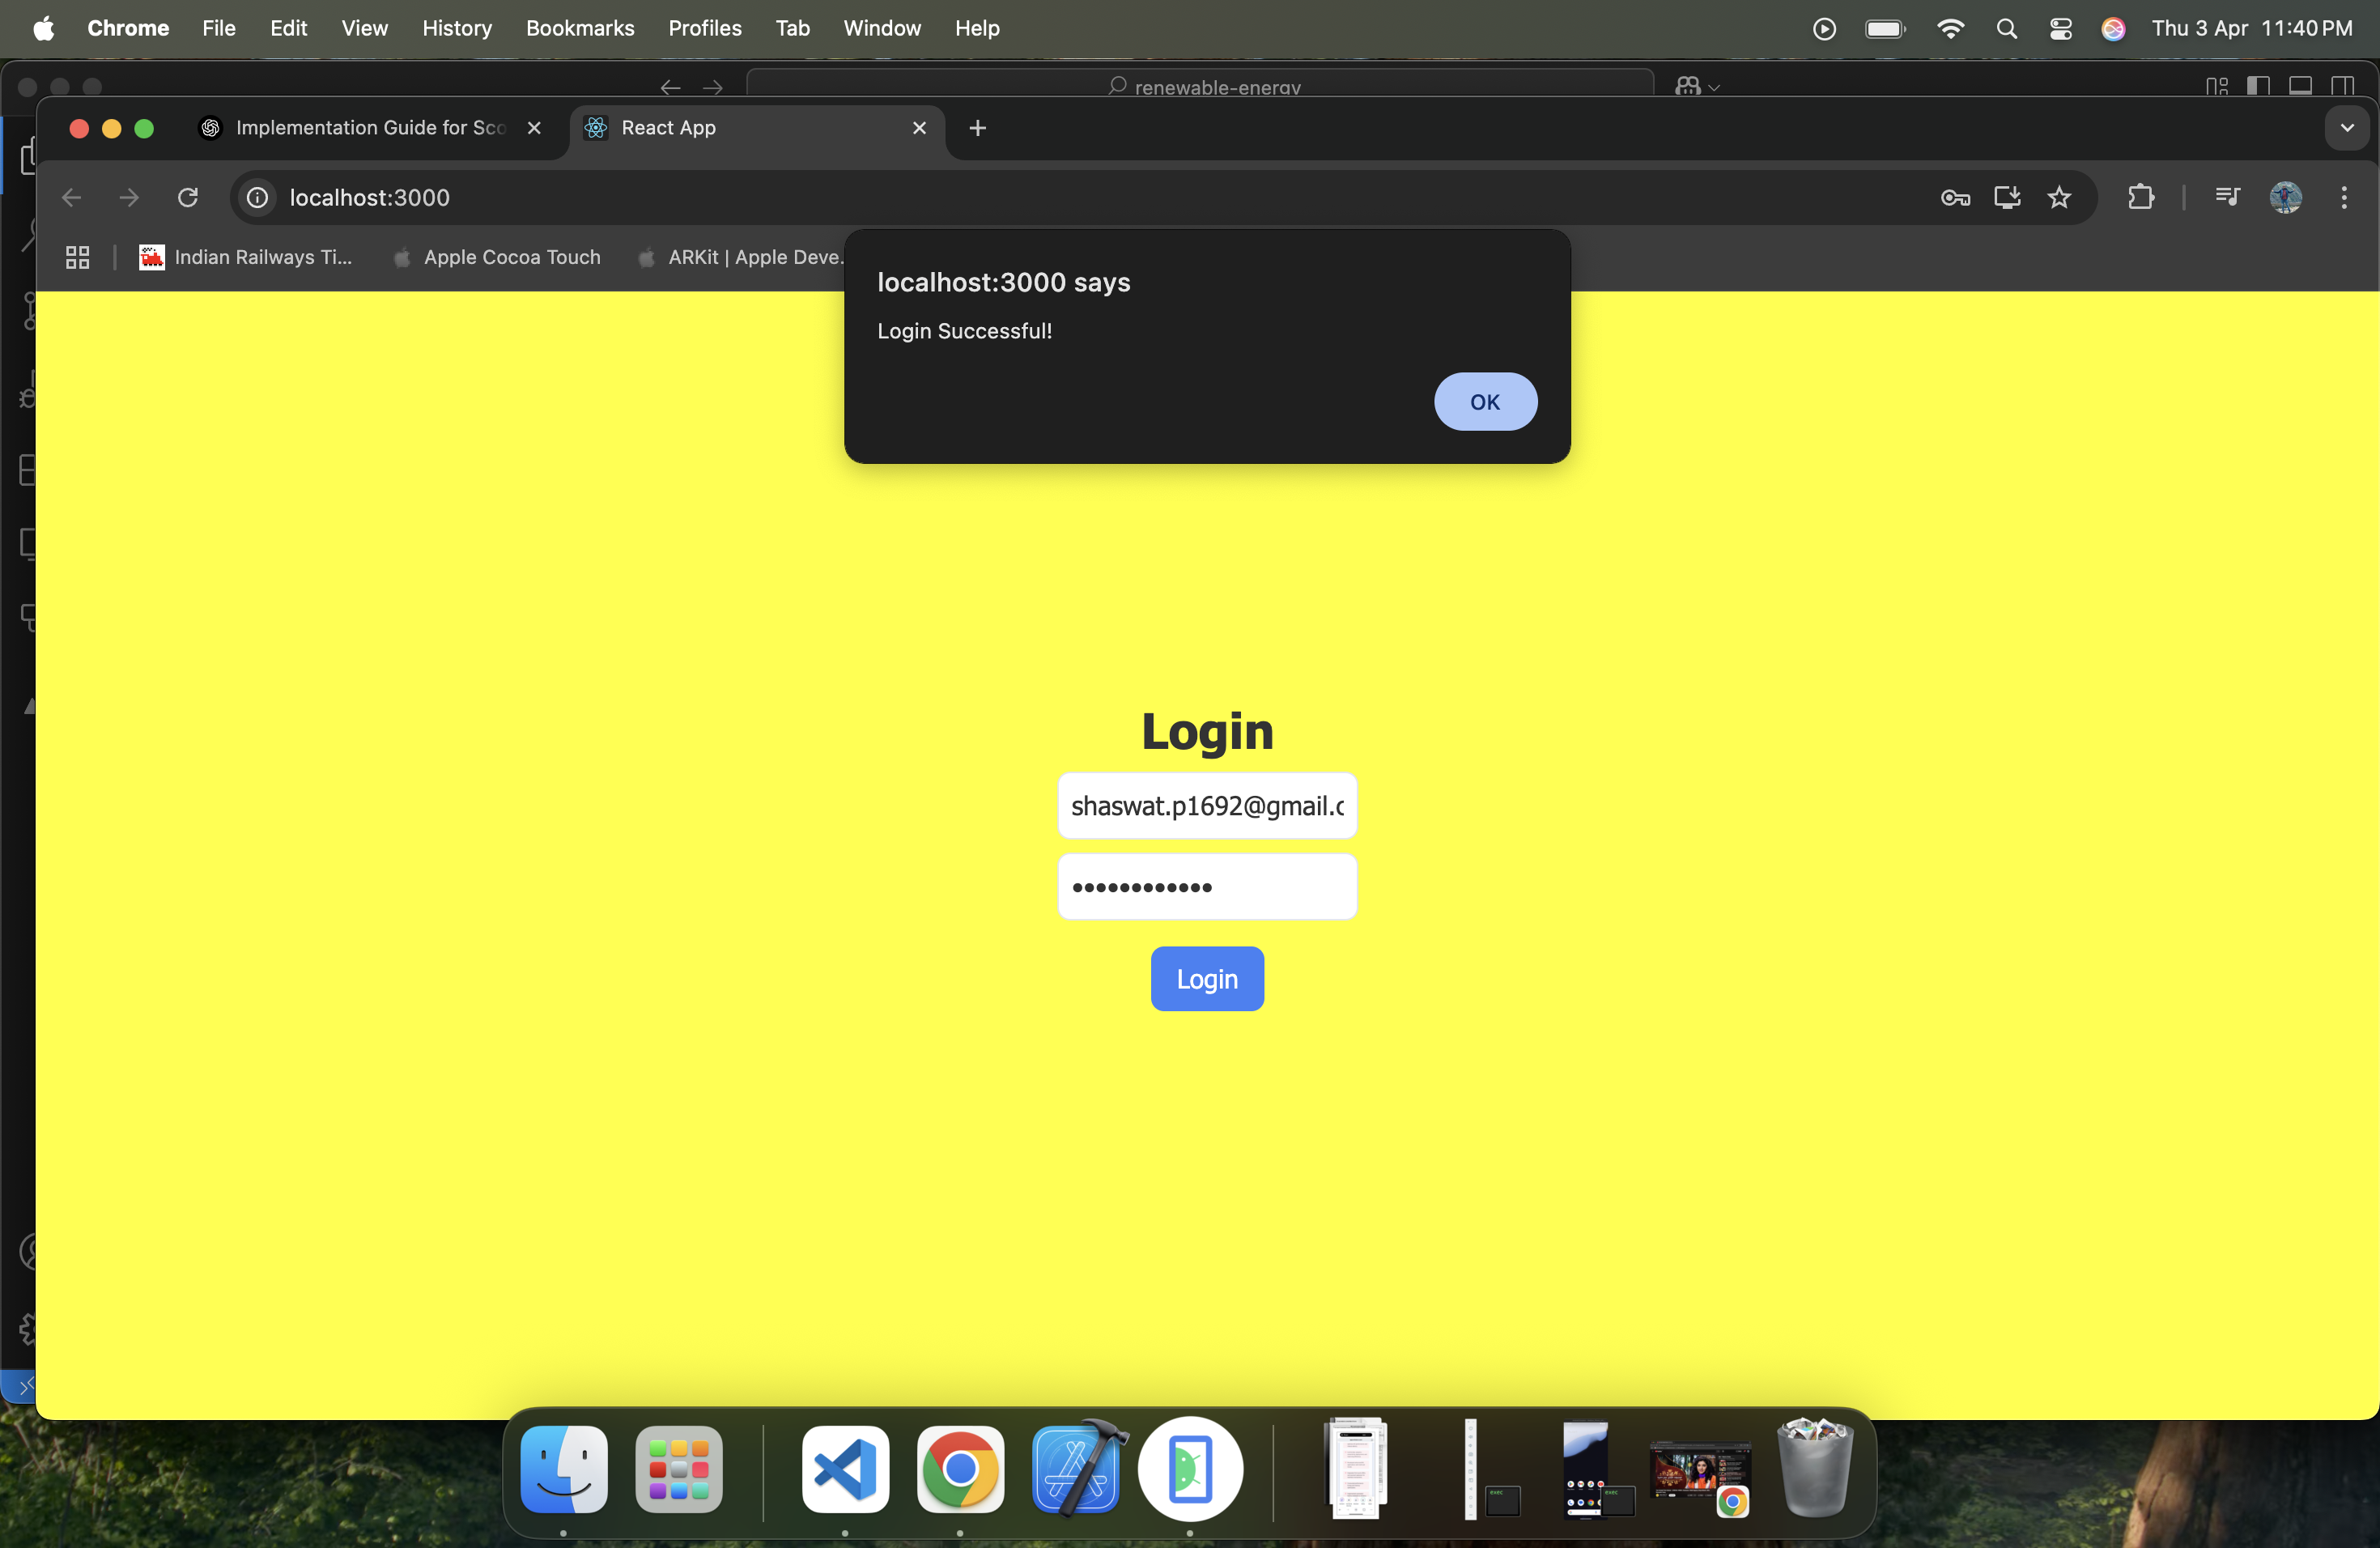 Chrome File Edit View History Bookmarks Profiles Tab Window Help Thu 3 Apr 11:40 PM
renewable-energy
Implementation Guide for Sco
React App
localhost:3000
Indian Railways Ti... Apple Cocoa Touch ARKit | Apple Deve.
localhost:3000 says
Login Successful!
OK
Login
shaswat.p1692@gmail.c
••••••••••••
Login
exec
exec